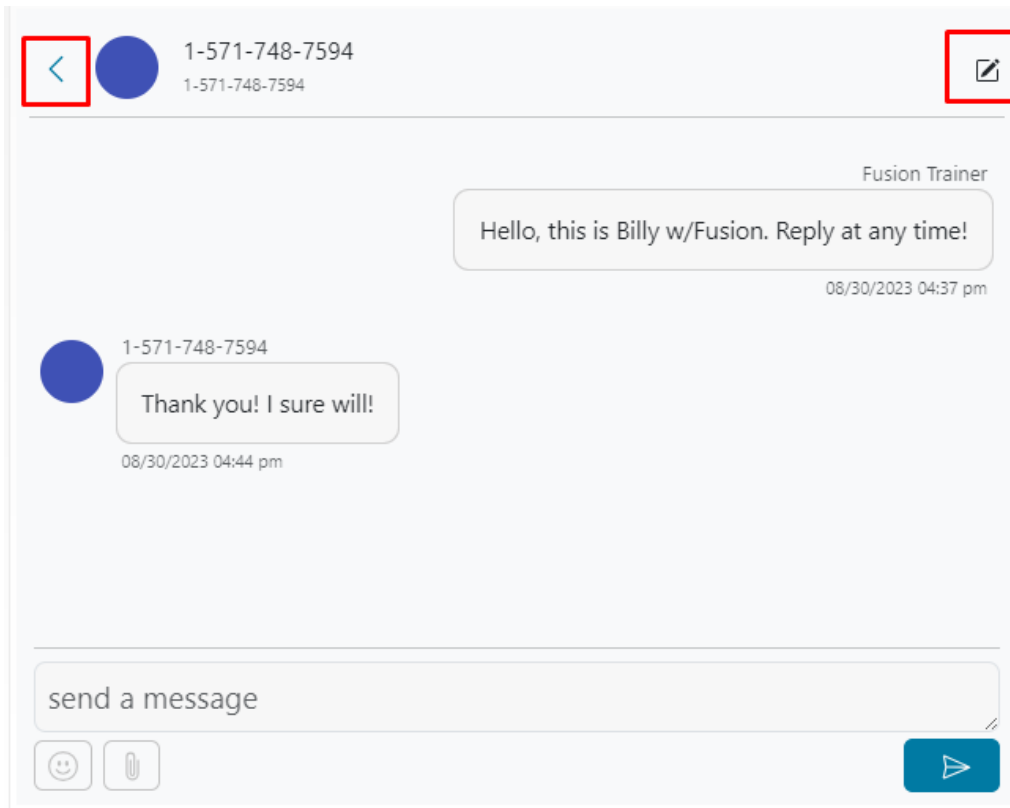 1-571-748-7594
1-571-748-7594
Fusion Trainer
Hello, this is Billy w/Fusion. Reply at any time!
08/30/2023 04:37 pm
1-571-748-7594
Thank you! I sure will!
08/30/2023 04:44 pm
send a message